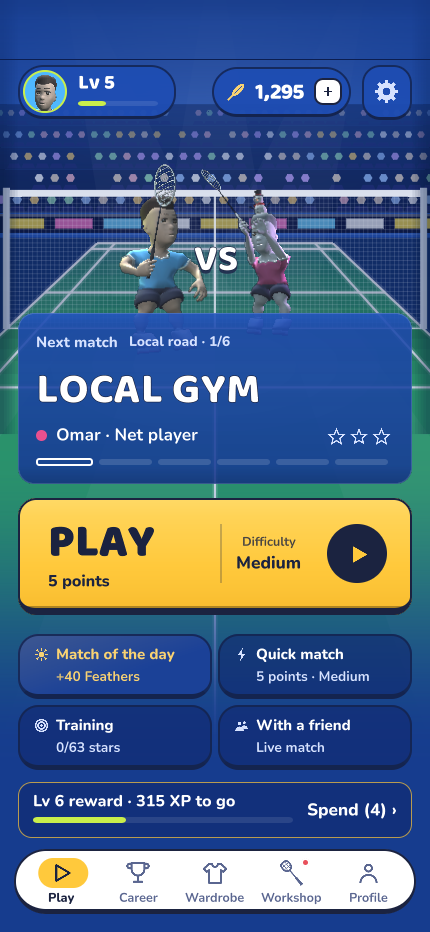 Lv 5
1,295 +
VS
Next match Local road · 1/6
LOCAL GYM
Omar · Net player
PLAY
5 points
Difficulty
Medium
Match of the day
+40 Feathers
Quick match
5 points · Medium
Training
0/63 stars
With a friend
Live match
Lv 6 reward · 315 XP to go
Spend (4) ›
Play Career Wardrobe Workshop Profile